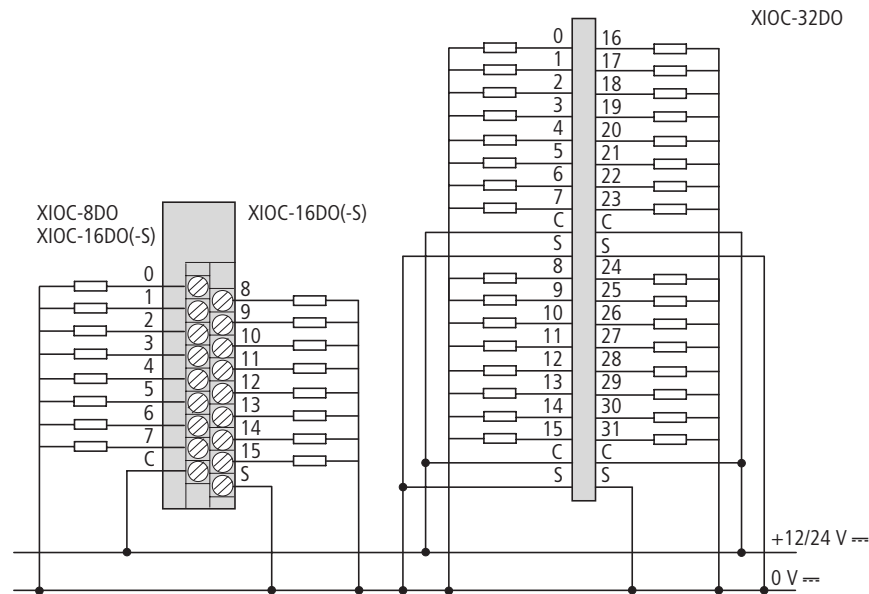 XIOC-32DO
0 16
1 17
2 18
3 19
4 20
5 21
6 22
7 23
C C
S S
8 24
9 25
10 26
11 27
12 28
13 29
14 30
15 31
C C
S S
XIOC-8DO
XIOC-16DO(-S)
XIOC-16DO(-S)
0
1 8
2 9
3 10
4 11
5 12
6 13
7 14
C 15
S
+12/24 V ⎓
0 V ⎓